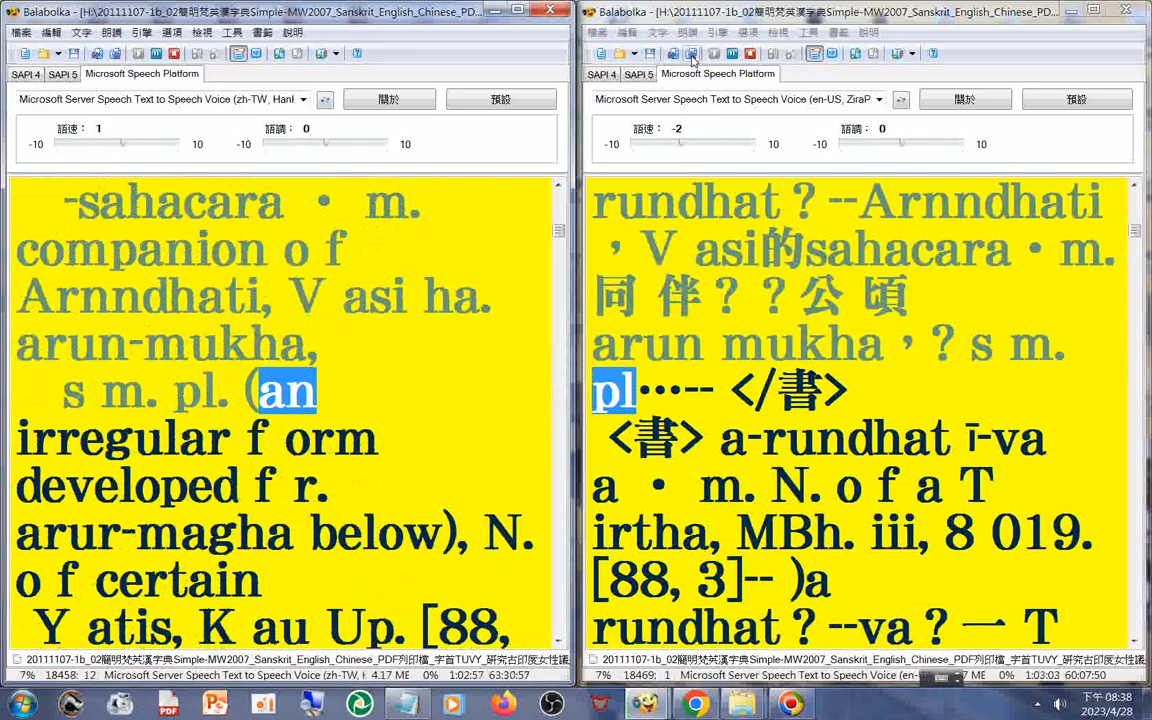 Balabolka - [H:\20111107-1b_02簡明梵英漢字典Simple-MW2007_Sanskrit_English_Chinese_PD...
檔案 編輯 文字 朗讀 引擎 選項 檢視 工具 書籤 說明
SAPI 4 SAPI 5 Microsoft Speech Platform
Microsoft Server Speech Text to Speech Voice (zh-TW, Hanl
關於
預設
語速： 1
語調： 0
-10 10 -10 10
-sahacara • m.
companion o f
Arnndhati, V asi ha.
arun-mukha,
s m. pl. (an
irregular f orm
developed f r.
arur-magha below), N.
o f certain
Y atis, K au Up. [88,
20111107-1b_02簡明梵英漢字典Simple-MW2007_Sanskrit_English_Chinese_PDF列印檔_字首TUVY_研究古印度女性議
7% 18458: 12 Microsoft Server Speech Text to Speech Voice (zh-TW, H 4.17 ME 0% 1:02:57 63:30:57
Balabolka - [H:\20111107-1b_02簡明梵英漢字典Simple-MW2007_Sanskrit_English_Chinese_PDF...
檔案 編輯 文字 朗讀 引擎 選項 檢視 工具 書籤 說明
SAPI 4 SAPI 5 Microsoft Speech Platform
Microsoft Server Speech Text to Speech Voice (en-US, ZiraP
關於
預設
語速： -2
語調： 0
-10 10 -10 10
rundhat？--Arnndhati
，V asi的sahacara•m.
同 伴？？公 頃
arun mukha，？s m.
pl…-- </書>
<書> a-rundhat ī-va
a • m. N. o f a T
irtha, MBh. iii, 8 019.
[88, 3]-- )a
rundhat？--va？一 T
20111107-1b_02簡明梵英漢字典Simple-MW2007_Sanskrit_English_Chinese_PDF列印檔_字首TUVY_研究古印度女性議
7% 18469: 1 Microsoft Server Speech Text to Speech Voice (en-US, Z 4.17 ME 0% 1:03:03 60:07:50
下午 08:38
2023/4/28